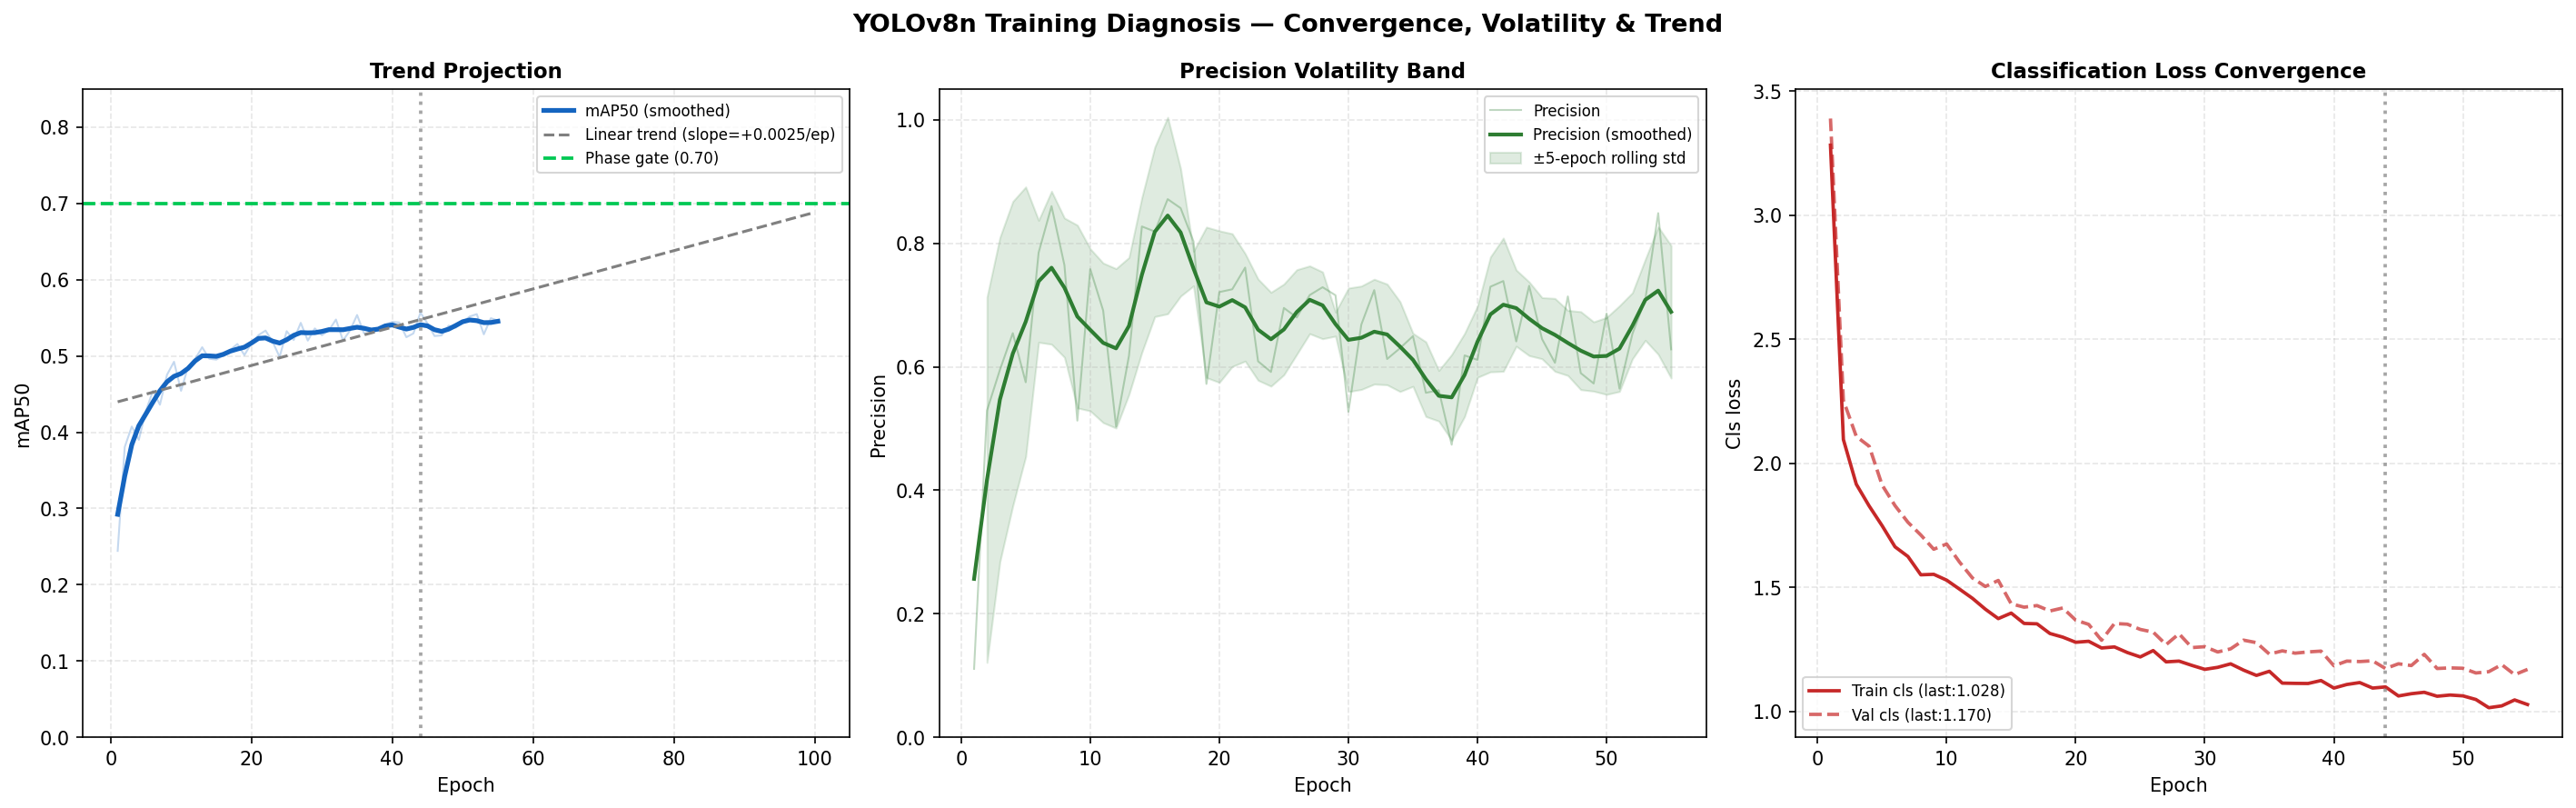 YOLOv8n Training Diagnosis — Convergence, Volatility & Trend
Trend Projection
mAP50 (smoothed)
Linear trend (slope=+0.0025/ep)
Phase gate (0.70)
0.8
0.7
0.6
0.5
0.4
0.3
0.2
0.1
0.0
mAP50
0
20
40
60
80
100
Epoch
Precision Volatility Band
Precision
Precision (smoothed)
±5-epoch rolling std
1.0
0.8
0.6
0.4
0.2
0.0
Precision
0
10
20
30
40
50
Epoch
Classification Loss Convergence
3.5
3.0
2.5
2.0
1.5
1.0
Cls loss
Train cls (last:1.028)
Val cls (last:1.170)
0
10
20
30
40
50
Epoch